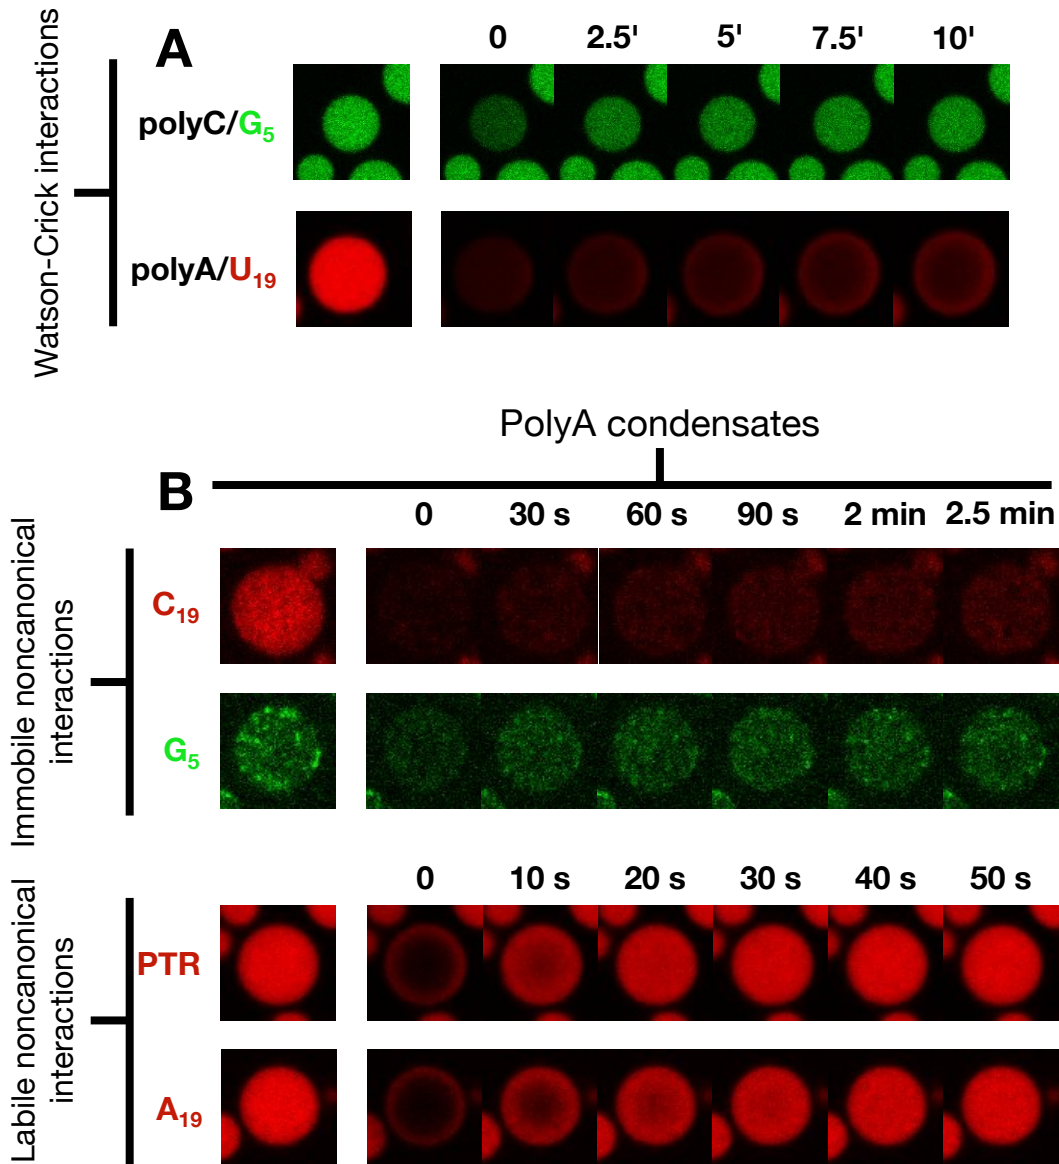 A
0 2.5' 5' 7.5' 10'
Watson-Crick interactions
polyC/G5
polyA/U19
PolyA condensates
B
0 30 s 60 s 90 s 2 min 2.5 min
Immobile noncanonical
interactions
C19
G5
0 10 s 20 s 30 s 40 s 50 s
Labile noncanonical
interactions
PTR
A19